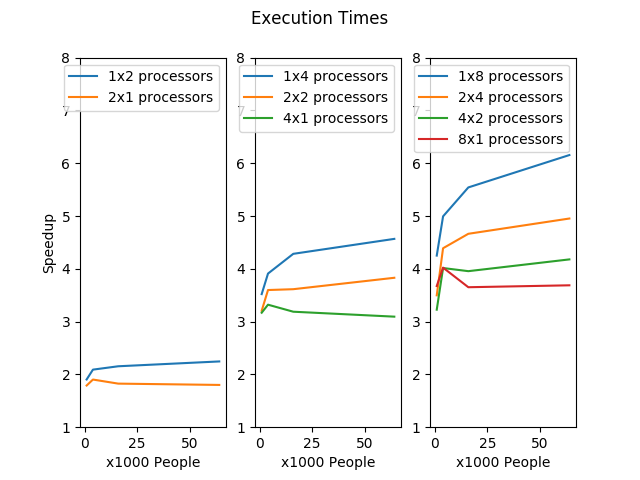 Execution Times
Speedup
8
7
6
5
4
3
2
1
1x2 processors
2x1 processors
0
25
50
x1000 People
8
7
6
5
4
3
2
1
1x4 processors
2x2 processors
4x1 processors
0
25
50
x1000 People
8
7
6
5
4
3
2
1
1x8 processors
2x4 processors
4x2 processors
8x1 processors
0
25
50
x1000 People